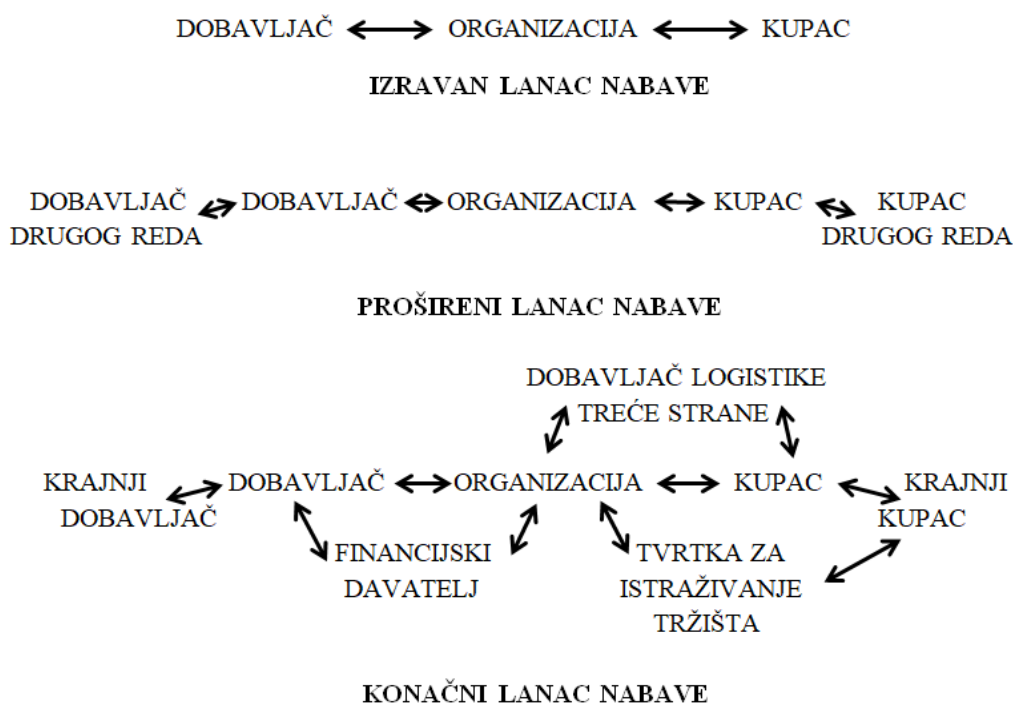 DOBAVLJAČ ORGANIZACIJA KUPAC
IZRAVAN LANAC NABAVE
DOBAVLJAČ DOBAVLJAČ ORGANIZACIJA KUPAC KUPAC
DRUGOG REDA DRUGOG REDA
PROŠIRENI LANAC NABAVE
DOBAVLJAČ LOGISTIKE
TREĆE STRANE
KRAJNJI DOBAVLJAČ ORGANIZACIJA KUPAC KRAJNJI
DOBAVLJAČ KUPAC
FINANCIJSKI TVRTKA ZA
DAVATELJ ISTRAŽIVANJE
TRŽIŠTA
KONAČNI LANAC NABAVE